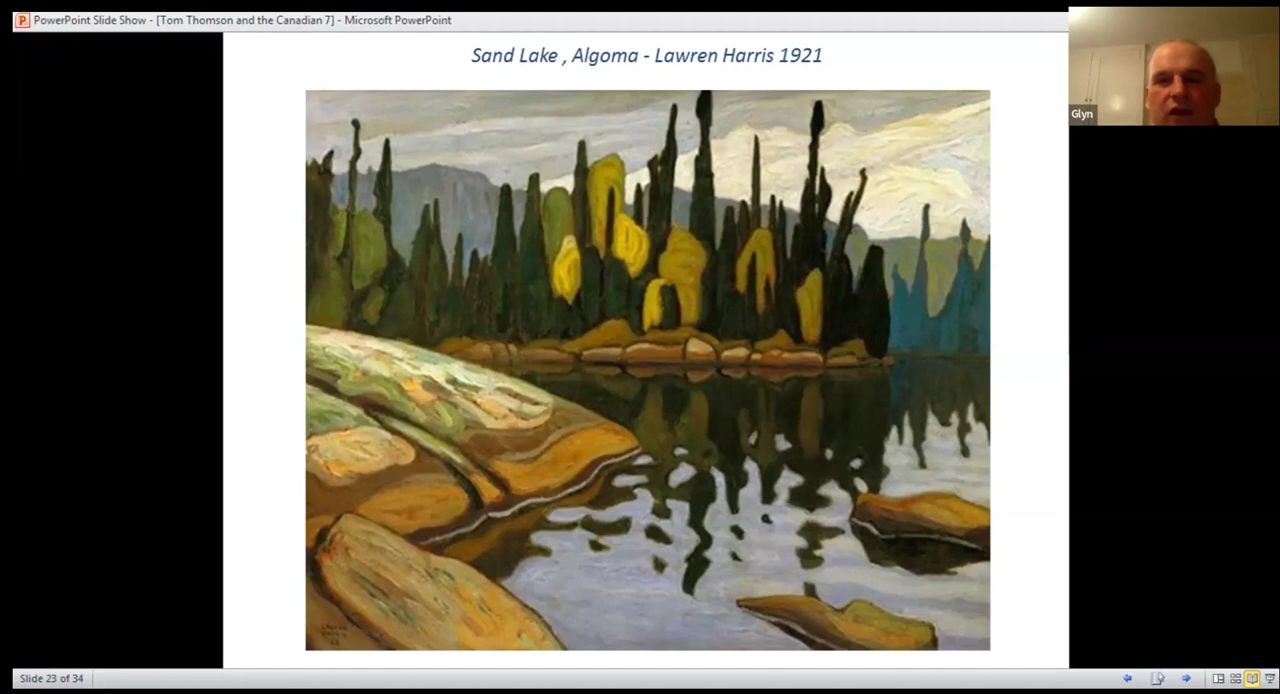 PowerPoint Slide Show - [Tom Thomson and the Canadian 7] - Microsoft PowerPoint
Sand Lake , Algoma - Lawren Harris 1921
Glyn
Slide 23 of 34